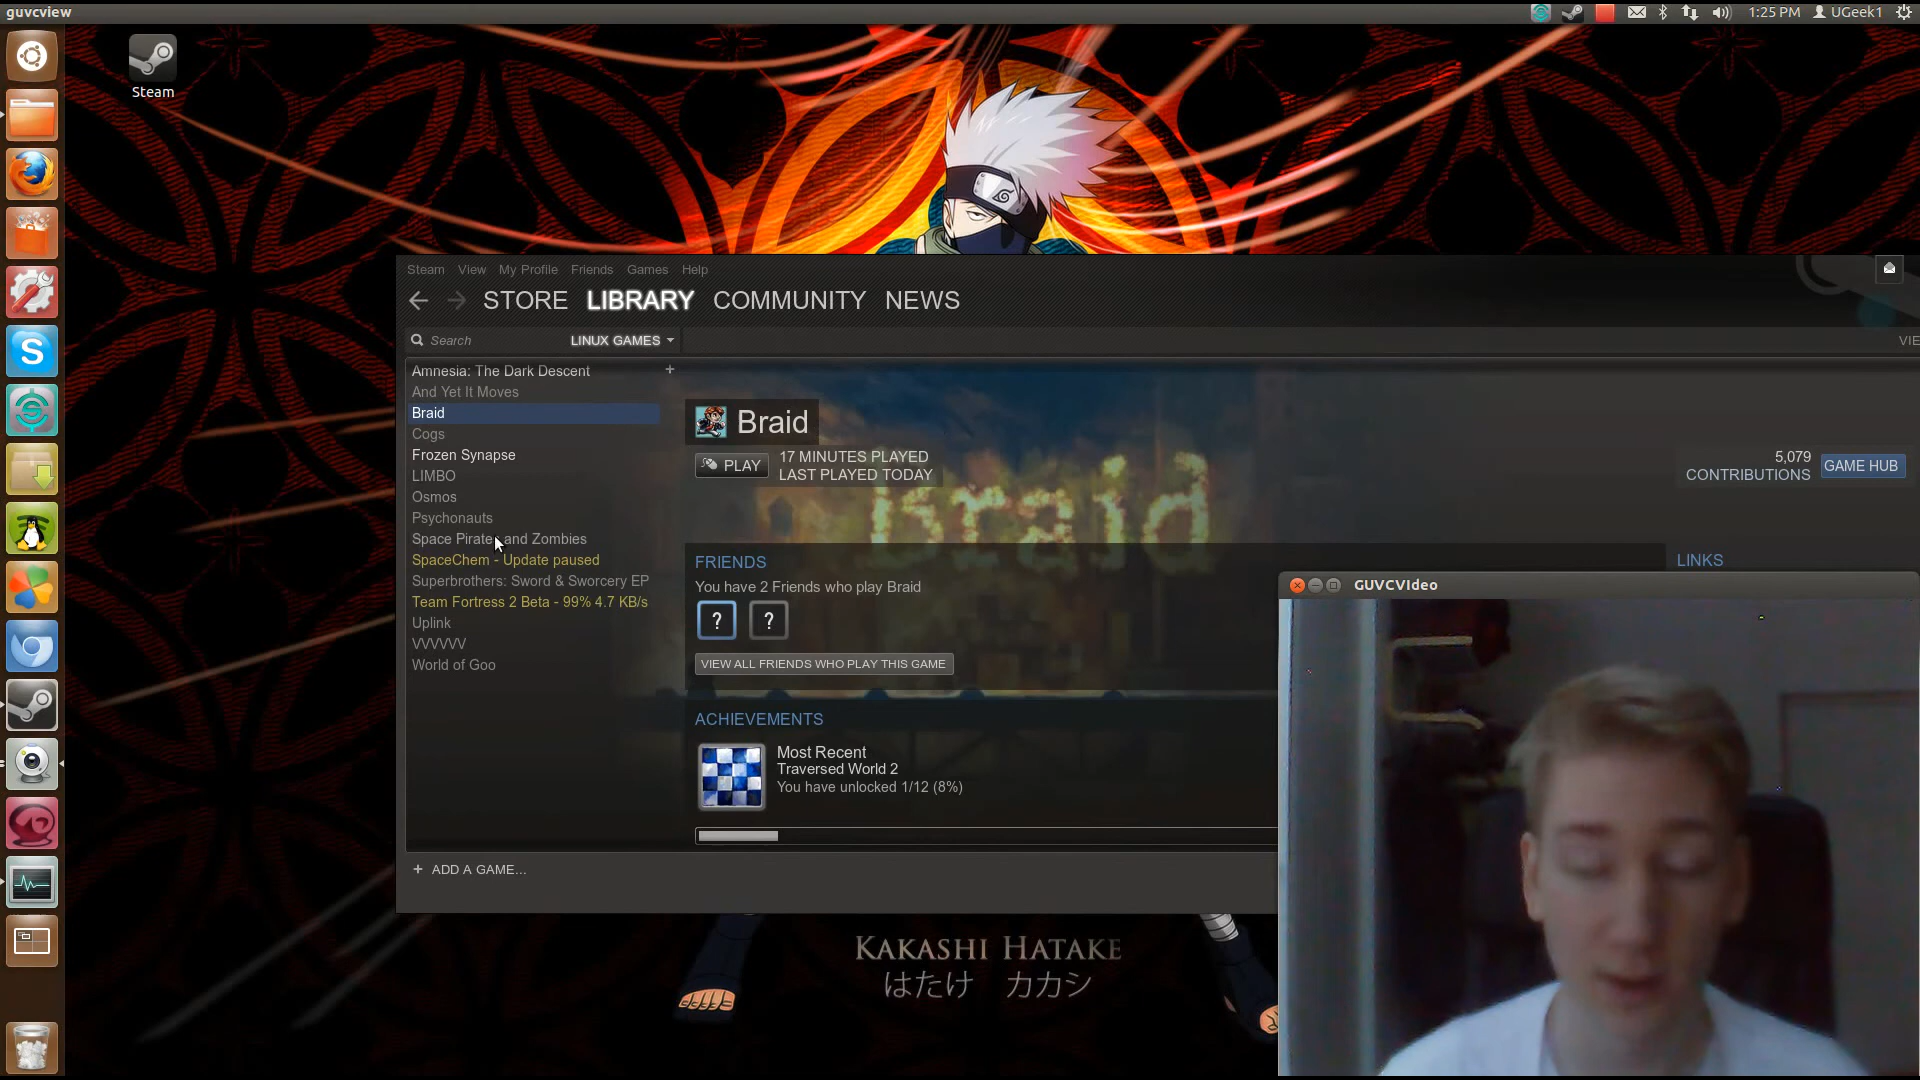 guvcview
1:25 PM UGeek1
Steam
Steam View My Profile Friends Games Help
STORE LIBRARY COMMUNITY NEWS
Search LINUX GAMES
VIE
Amnesia: The Dark Descent +
And Yet It Moves
Braid
Cogs
Frozen Synapse
LIMBO
Osmos
Psychonauts
Space Pirates and Zombies
SpaceChem - Update paused
Superbrothers: Sword & Sworcery EP
Team Fortress 2 Beta - 99% 4.7 KB/s
Uplink
VVVVVV
World of Goo
+ ADD A GAME...
Braid
PLAY
17 MINUTES PLAYED
LAST PLAYED TODAY
braid
5,079
CONTRIBUTIONS
GAME HUB
FRIENDS
You have 2 Friends who play Braid
? ?
VIEW ALL FRIENDS WHO PLAY THIS GAME
LINKS
ACHIEVEMENTS
Most Recent
Traversed World 2
You have unlocked 1/12 (8%)
GUVCVIdeo
KAKASHI HATAKE
はたけ カカシ